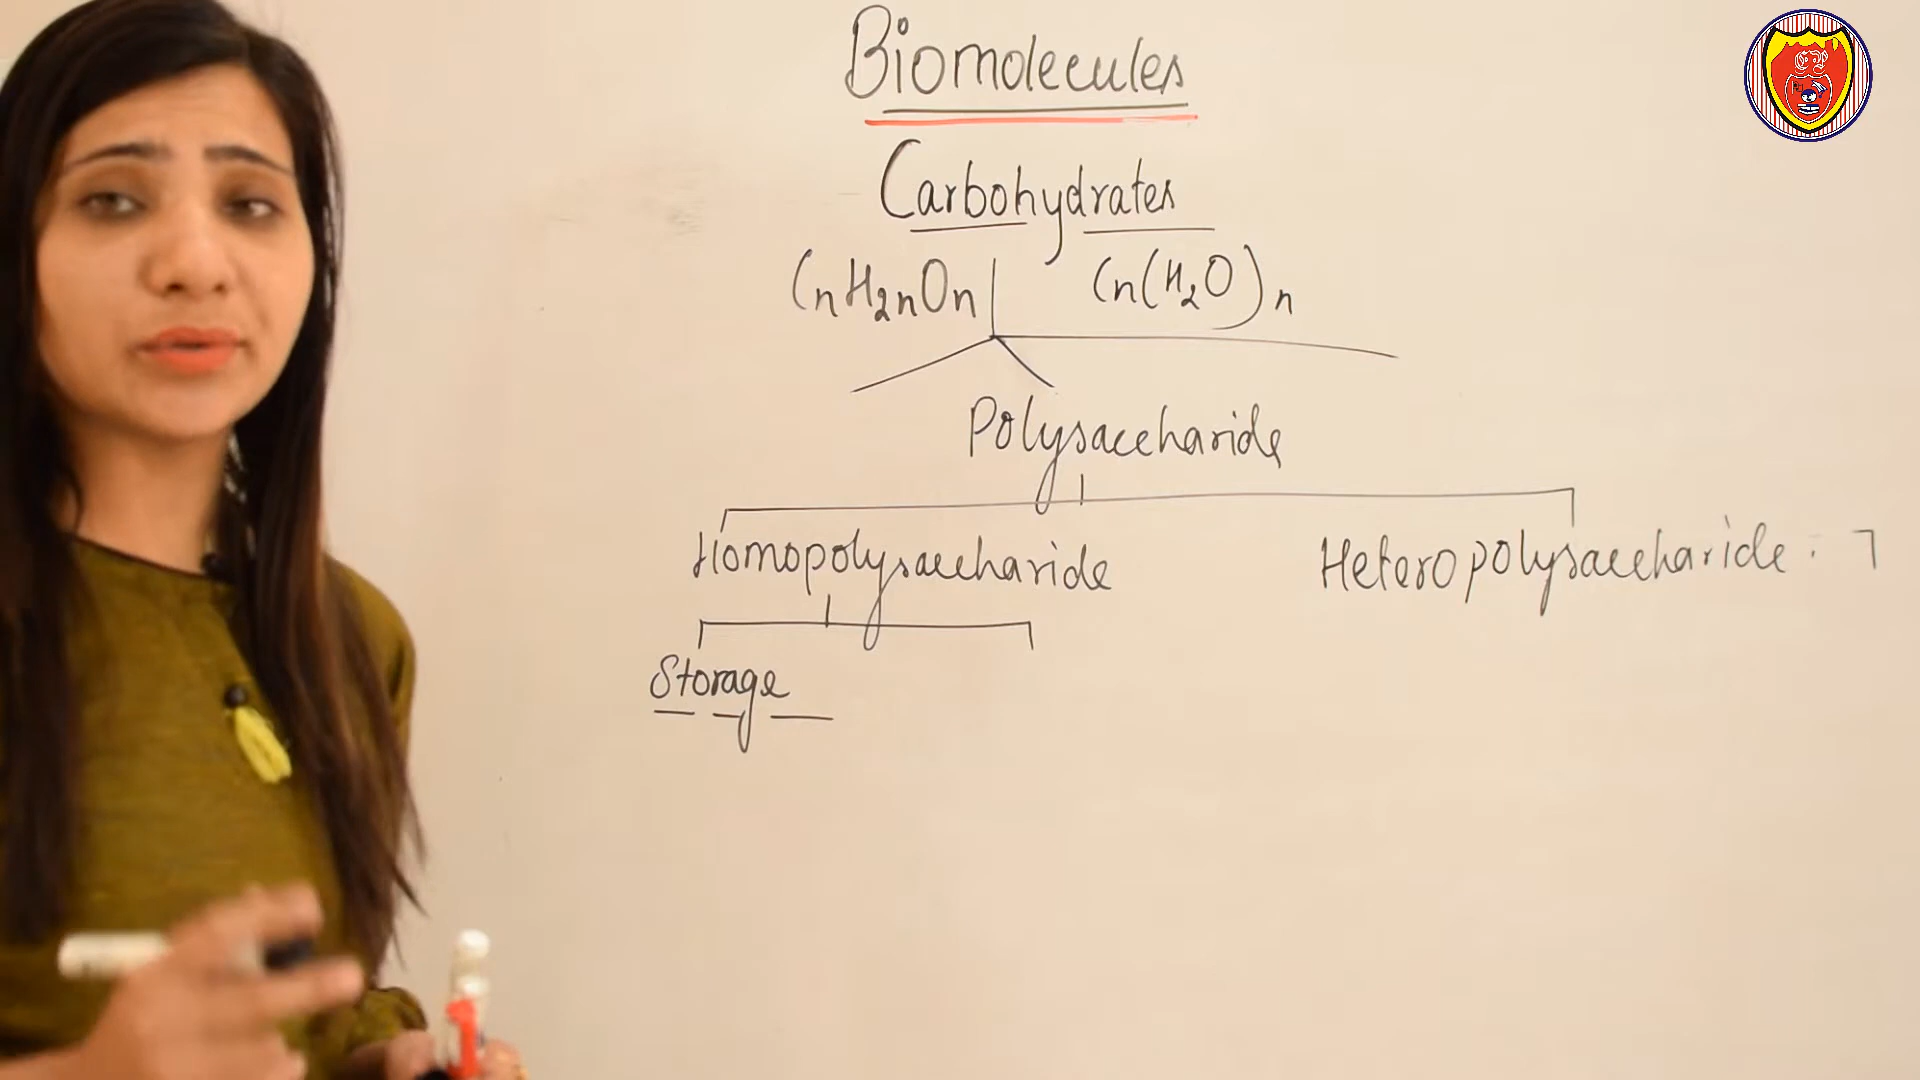 Biomolecules
Carbohydrates
CnH2nOn Cn(H2O)n
Polysaccharide
Homopolysaccharide Heteropolysaccharide.
Storage